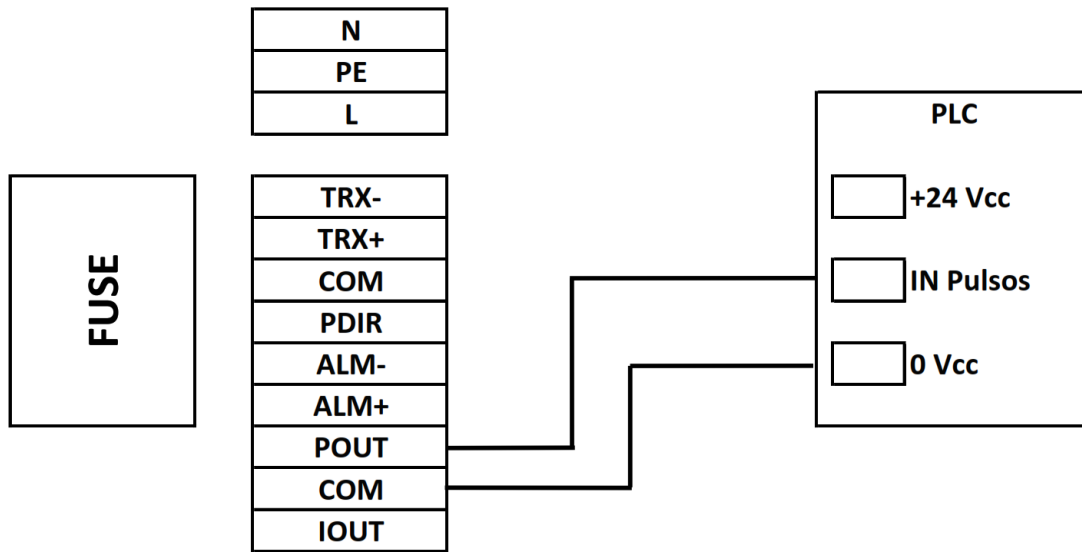 N
PE
L
PLC
FUSE
TRX-
TRX+
COM
PDIR
ALM-
ALM+
POUT
COM
IOUT
+24 Vcc
IN Pulsos
0 Vcc